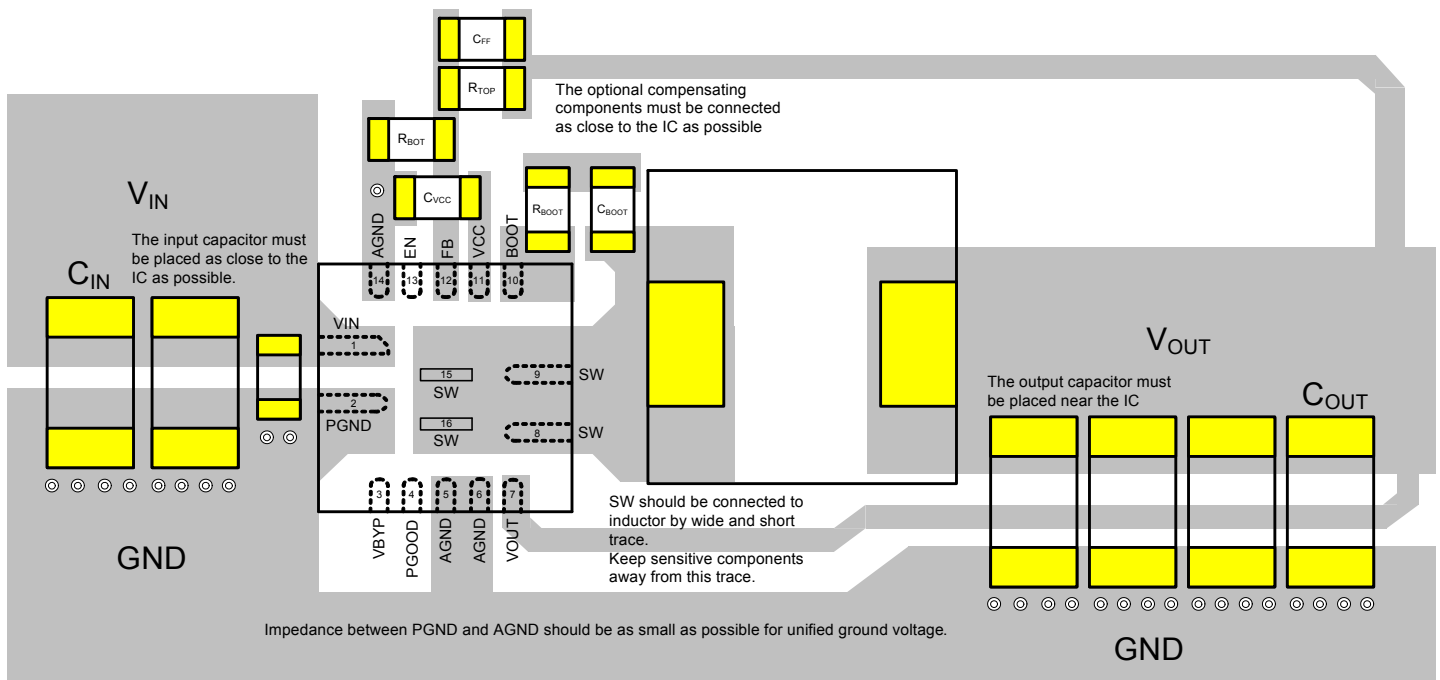 CFF
RTOP
The optional compensating
components must be connected
as close to the IC as possible
RBOT
CVCC
RBOOT
CBOOT
VIN
The input capacitor must
be placed as close to the
IC as possible.
CIN
AGND
EN
FB
VCC
BOOT
14
13
12
11
10
VIN
1
2
PGND
15
SW
16
SW
9
SW
8
SW
3
4
5
6
7
VBYP
PGOOD
AGND
AGND
VOUT
VOUT
The output capacitor must
be placed near the IC
COUT
SW should be connected to
inductor by wide and short
trace.
Keep sensitive components
away from this trace.
GND
Impedance between PGND and AGND should be as small as possible for unified ground voltage.
GND